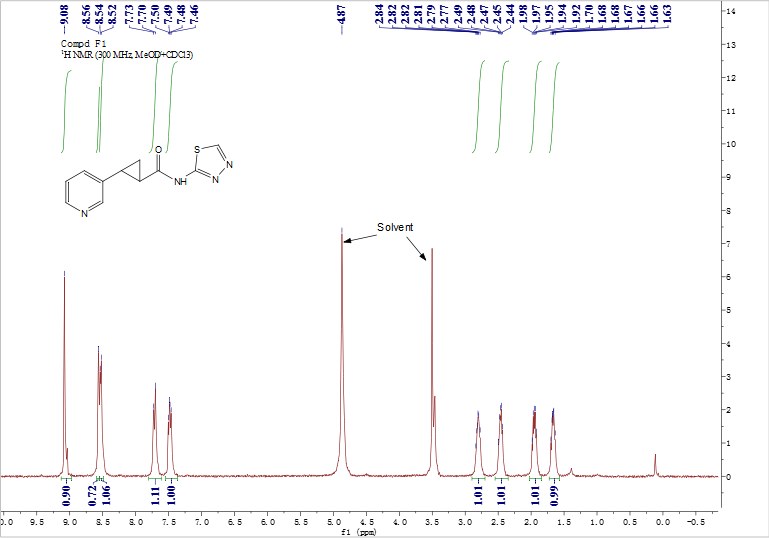 9.08 8.56 8.54 8.52 7.73 7.70 7.50 7.49 7.48 7.46 4.87 2.84 2.82 2.82 2.81 2.79 2.77 2.49 2.48 2.47 2.45 2.44 1.98 1.97 1.95 1.94 1.92 1.70 1.68 1.68 1.67 1.66 1.66 1.63
Compd F1
1H NMR (300 MHz, MeOD+CDCl3)
S
O
N
NH
N
N
Solvent
14
13
12
11
10
9
8
7
6
5
4
3
2
1
0
0.90 0.72 1.06 1.11 1.00 1.01 1.01 1.01 0.99
0.0 9.5 9.0 8.5 8.0 7.5 7.0 6.5 6.0 5.5 5.0 4.5 4.0 3.5 3.0 2.5 2.0 1.5 1.0 0.5 0.0 -0.5
f1 (ppm)